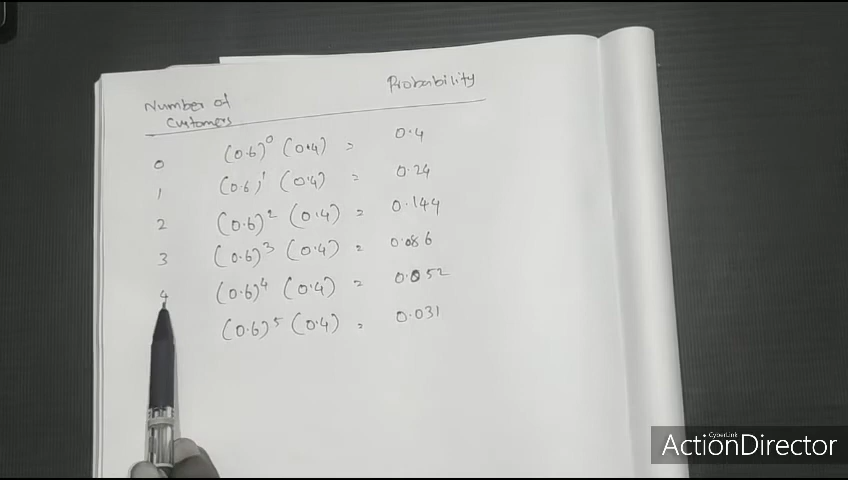 Number of Customers Probability
0 (0.6)⁰ (0.4) = 0.4
1 (0.6)¹ (0.4) = 0.24
2 (0.6)² (0.4) = 0.144
3 (0.6)³ (0.4) = 0.086
4 (0.6)⁴ (0.4) = 0.052
(0.6)⁵ (0.4) = 0.031
CyberLink
ActionDirector